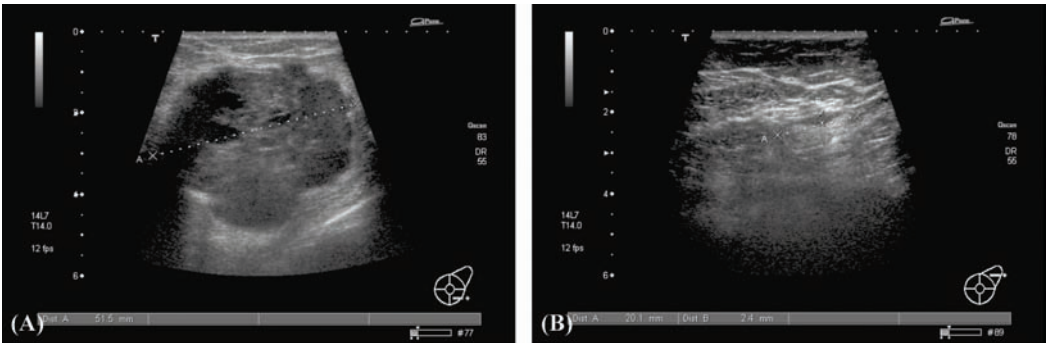 T
0
2
4
6
A
Qscan
83
DR
55
14L7
T14.0
12 fps
(A)
Dist A 51.5 mm
#77
T
0
2
4
6
A
Qscan
78
DR
55
14L7
T14.0
12 fps
(B)
Dist A 20.1 mm Dist B 2.4 mm
#89